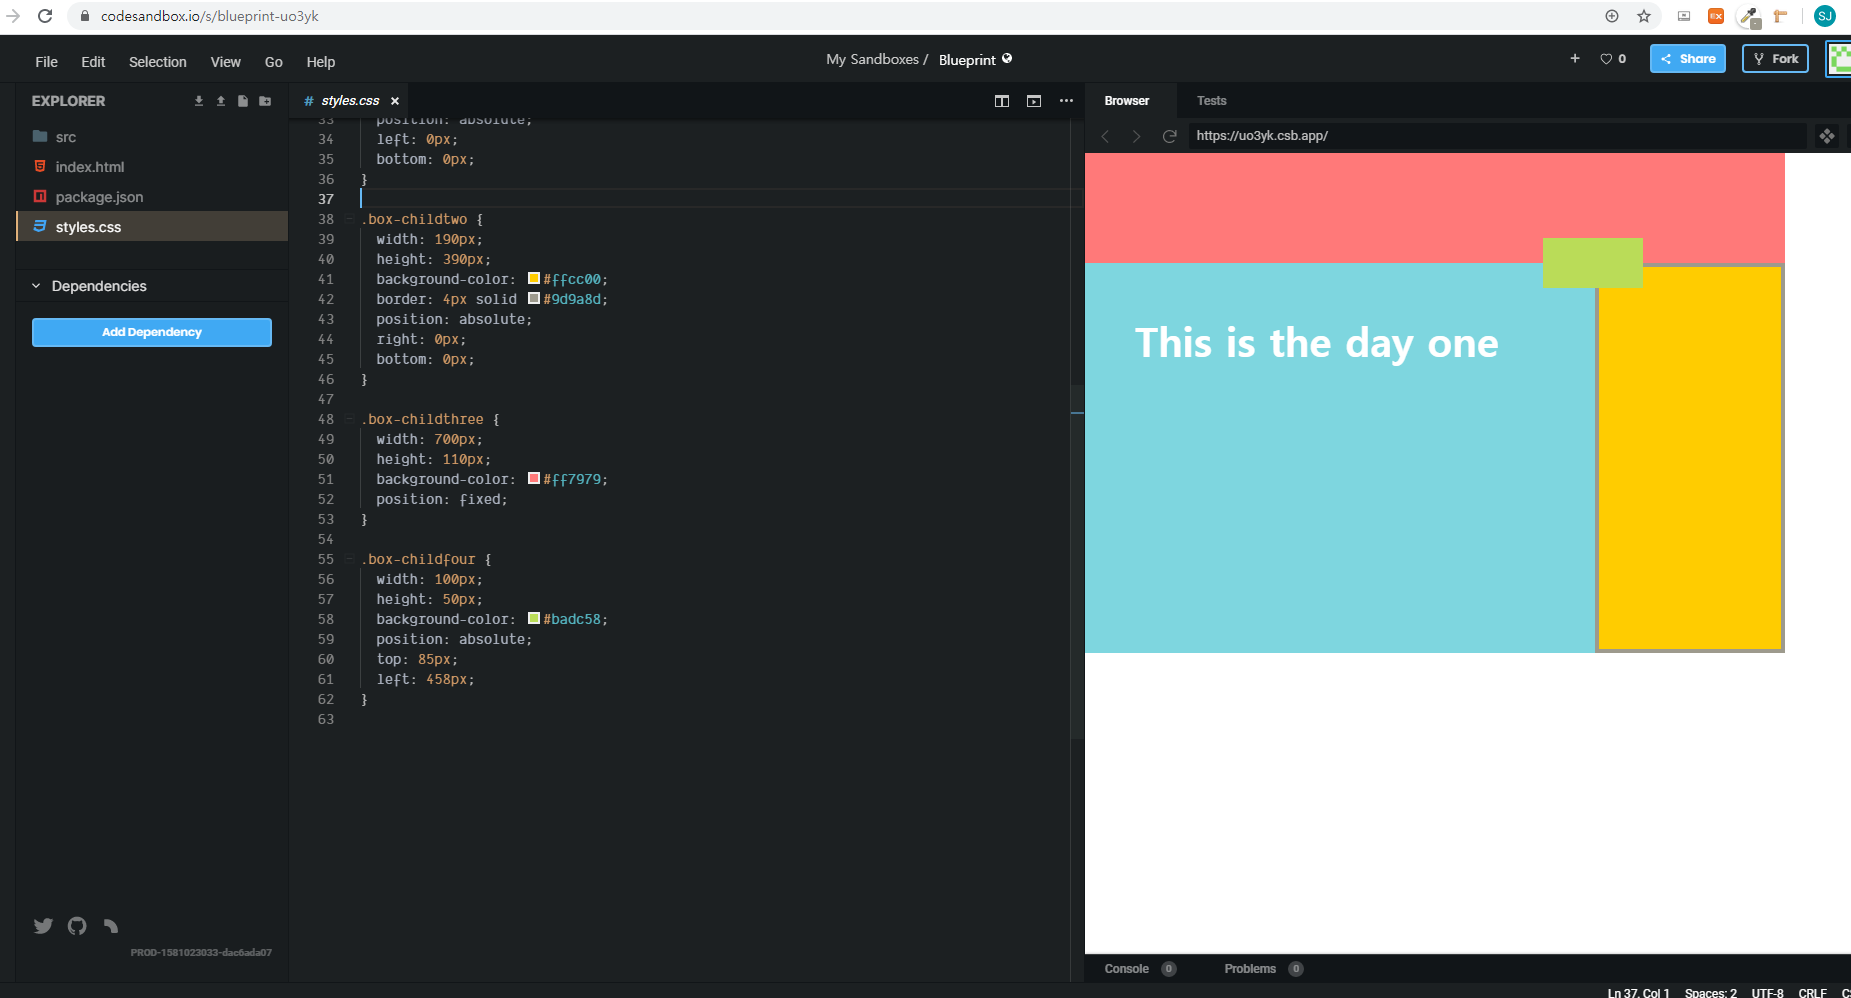 codesandbox.io/s/blueprint-uo3yk
SJ
File Edit Selection View Go Help
My Sandboxes / Blueprint
+ 0 Share Fork
EXPLORER
src
index.html
package.json
styles.css
Dependencies
Add Dependency
PROD-1581023033-dac6ada07
# styles.css ×
33 position: absolute;
34 left: 0px;
35 bottom: 0px;
36 }
37
38 .box-childtwo {
39 width: 190px;
40 height: 390px;
41 background-color: #ffcc00;
42 border: 4px solid #9d9a8d;
43 position: absolute;
44 right: 0px;
45 bottom: 0px;
46 }
47
48 .box-childthree {
49 width: 700px;
50 height: 110px;
51 background-color: #ff7979;
52 position: fixed;
53 }
54
55 .box-childfour {
56 width: 100px;
57 height: 50px;
58 background-color: #badc58;
59 position: absolute;
60 top: 85px;
61 left: 458px;
62 }
63
Browser Tests
https://uo3yk.csb.app/
This is the day one
Console 0 Problems 0
Ln 37, Col 1 Spaces: 2 UTF-8 CRLF